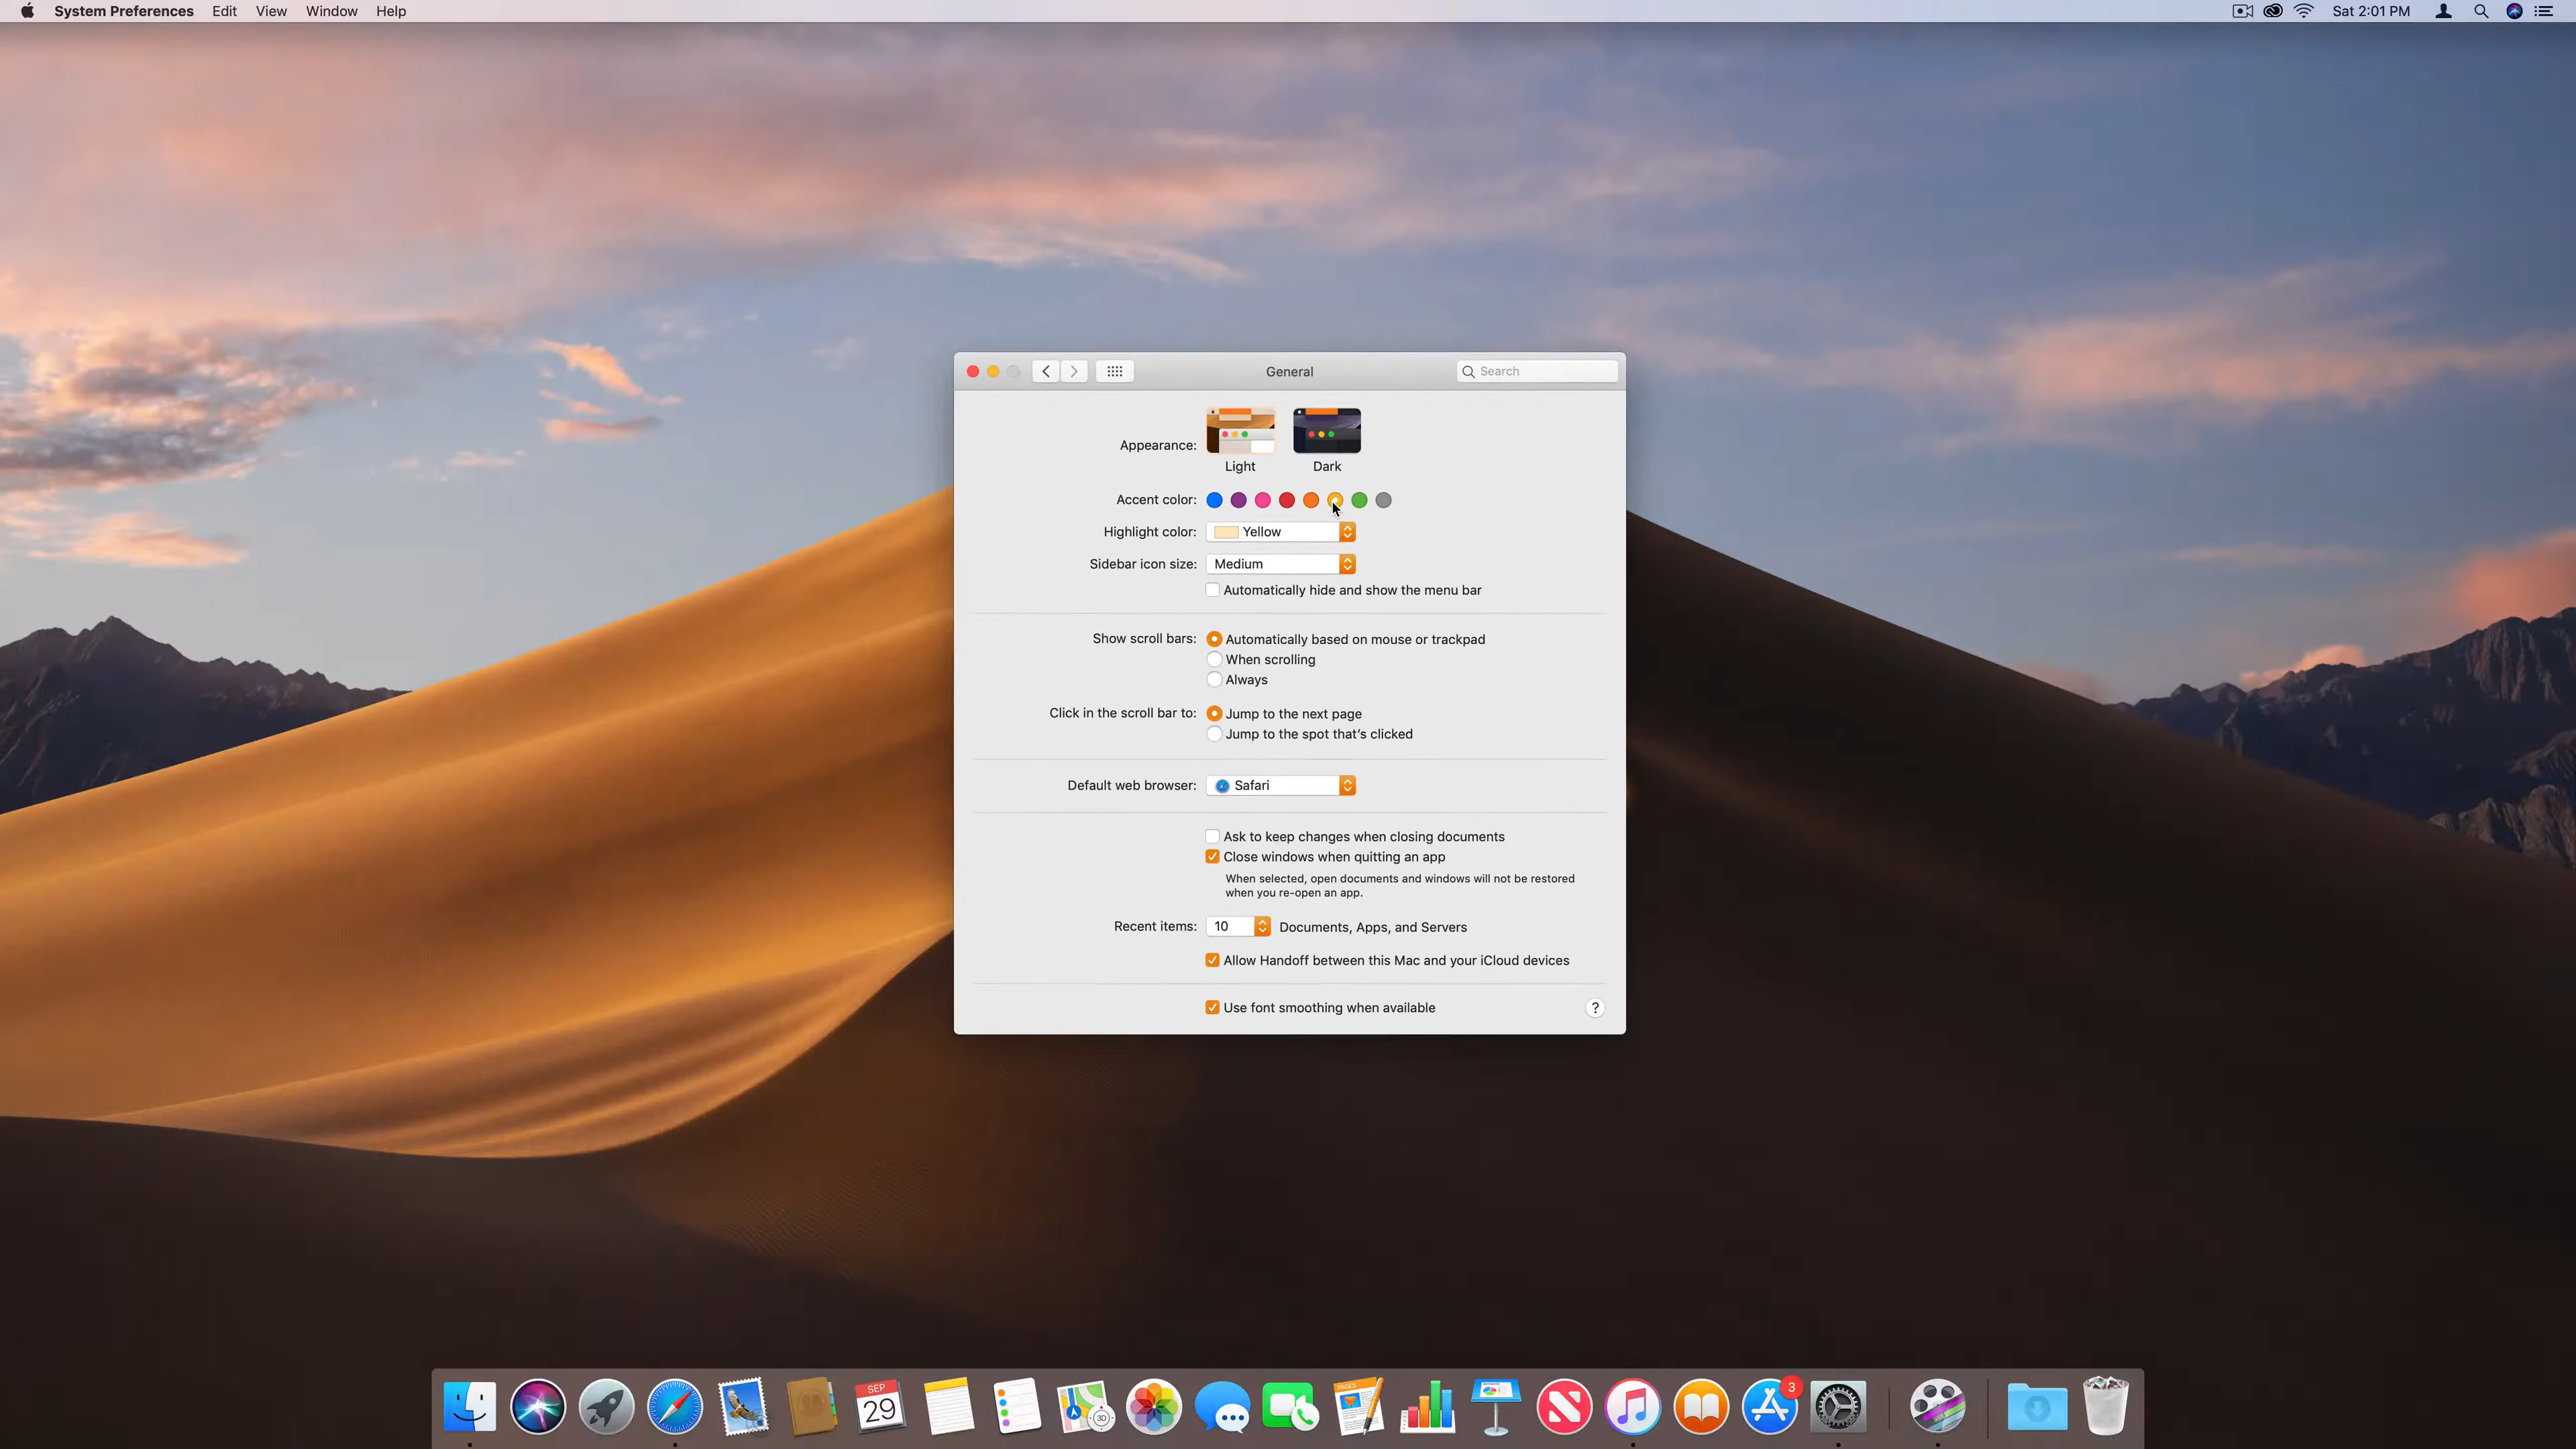 System Preferences Edit View Window Help Sat 2:01 PM
General Search
Appearance:
Light Dark
Accent color:
Highlight color: Yellow
Sidebar icon size: Medium
Automatically hide and show the menu bar
Show scroll bars: Automatically based on mouse or trackpad
When scrolling
Always
Click in the scroll bar to: Jump to the next page
Jump to the spot that's clicked
Default web browser: Safari
Ask to keep changes when closing documents
Close windows when quitting an app
When selected, open documents and windows will not be restored
when you re-open an app.
Recent items: 10 Documents, Apps, and Servers
Allow Handoff between this Mac and your iCloud devices
Use font smoothing when available ?
SEP
29
3D
PAGES
3